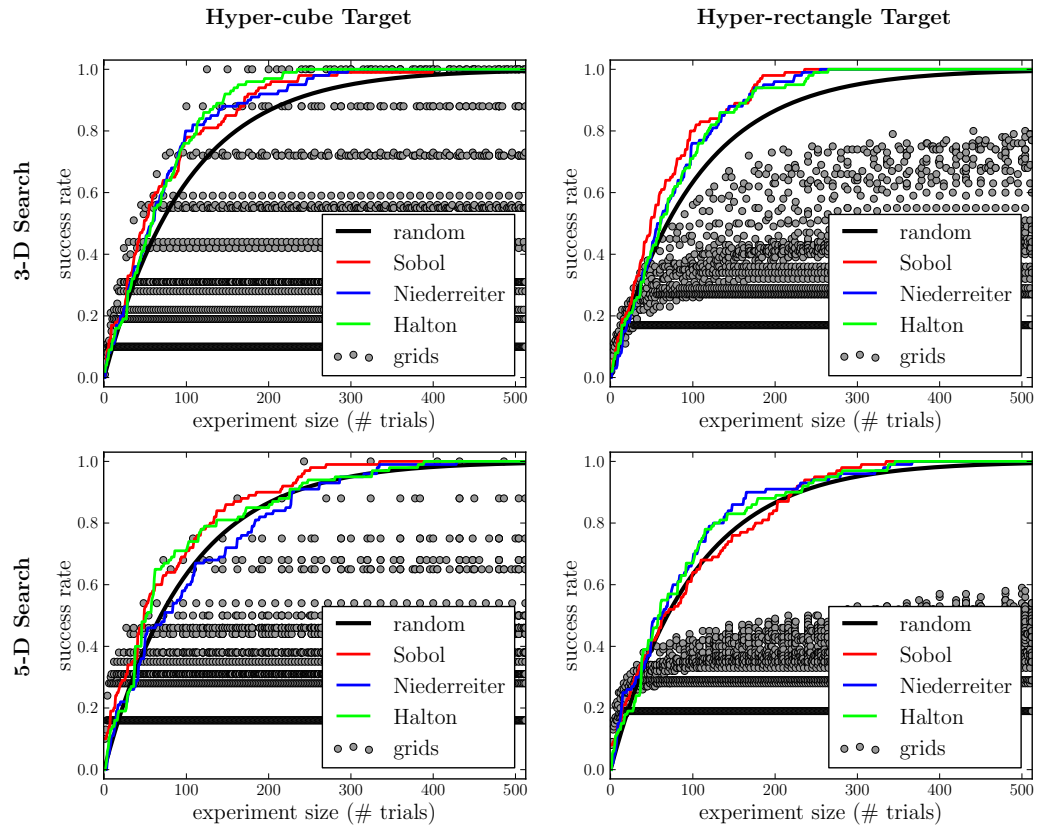 Hyper-cube Target
Hyper-rectangle Target
3-D Search
success rate
1.0
0.8
0.6
0.4
0.2
0.0
random
Sobol
Niederreiter
Halton
grids
0 100 200 300 400 500
experiment size (# trials)
success rate
1.0
0.8
0.6
0.4
0.2
0.0
random
Sobol
Niederreiter
Halton
grids
0 100 200 300 400 500
experiment size (# trials)
5-D Search
success rate
1.0
0.8
0.6
0.4
0.2
0.0
random
Sobol
Niederreiter
Halton
grids
0 100 200 300 400 500
experiment size (# trials)
success rate
1.0
0.8
0.6
0.4
0.2
0.0
random
Sobol
Niederreiter
Halton
grids
0 100 200 300 400 500
experiment size (# trials)